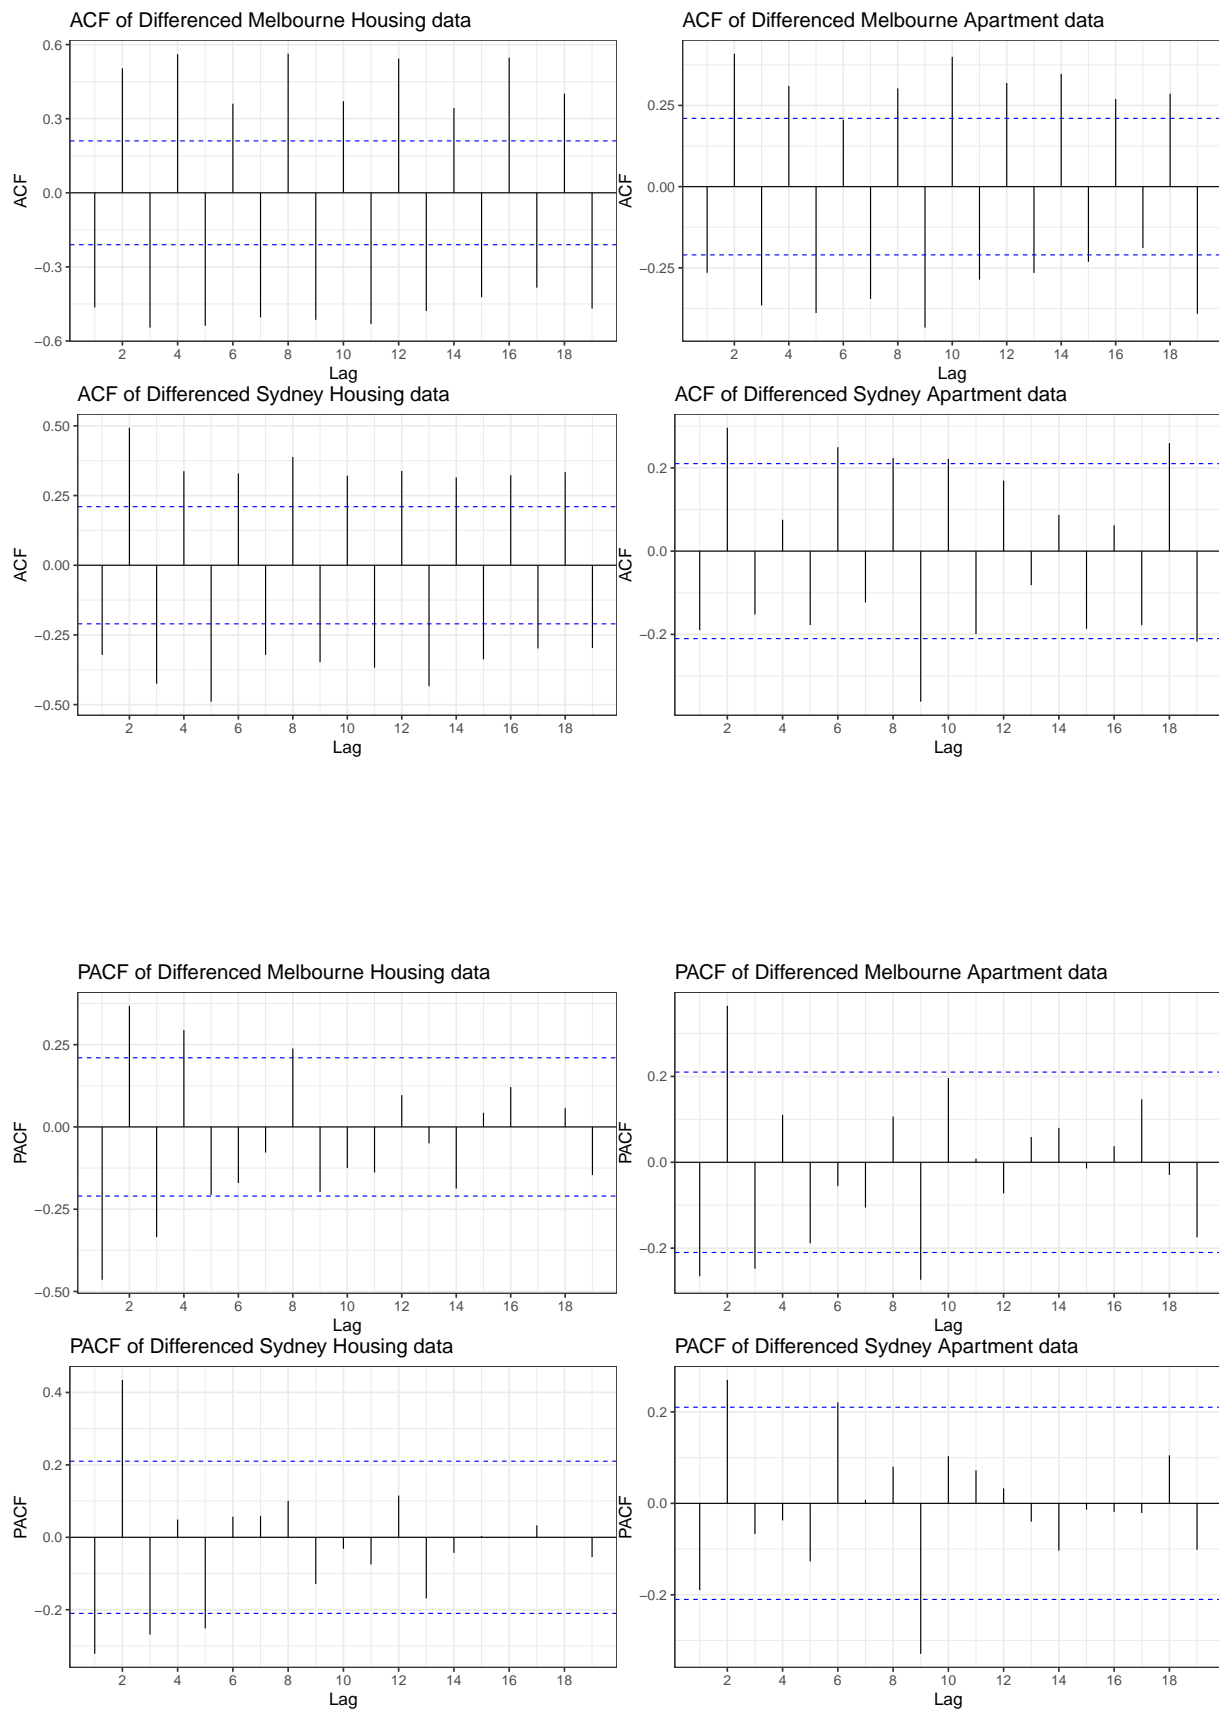 ACF of Differenced Melbourne Housing data
ACF
0.6
0.3
0.0
−0.3
−0.6
2 4 6 8 10 12 14 16 18
Lag
ACF of Differenced Melbourne Apartment data
ACF
0.25
0.00
−0.25
2 4 6 8 10 12 14 16 18
Lag
ACF of Differenced Sydney Housing data
ACF
0.50
0.25
0.00
−0.25
−0.50
2 4 6 8 10 12 14 16 18
Lag
ACF of Differenced Sydney Apartment data
ACF
0.2
0.0
−0.2
2 4 6 8 10 12 14 16 18
Lag
PACF of Differenced Melbourne Housing data
PACF
0.25
0.00
−0.25
−0.50
2 4 6 8 10 12 14 16 18
Lag
PACF of Differenced Melbourne Apartment data
PACF
0.2
0.0
−0.2
2 4 6 8 10 12 14 16 18
Lag
PACF of Differenced Sydney Housing data
PACF
0.4
0.2
0.0
−0.2
2 4 6 8 10 12 14 16 18
Lag
PACF of Differenced Sydney Apartment data
PACF
0.2
0.0
−0.2
2 4 6 8 10 12 14 16 18
Lag